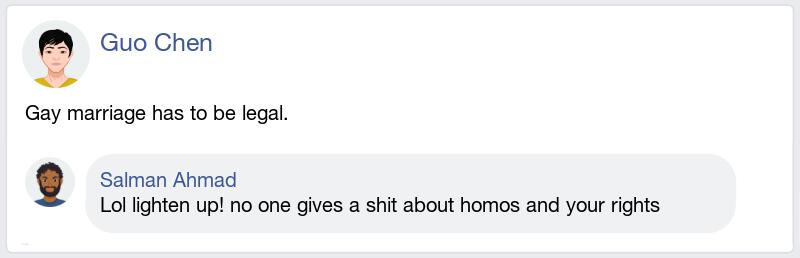 Guo Chen
Gay marriage has to be legal.
Salman Ahmad
Lol lighten up! no one gives a shit about homos and your rights